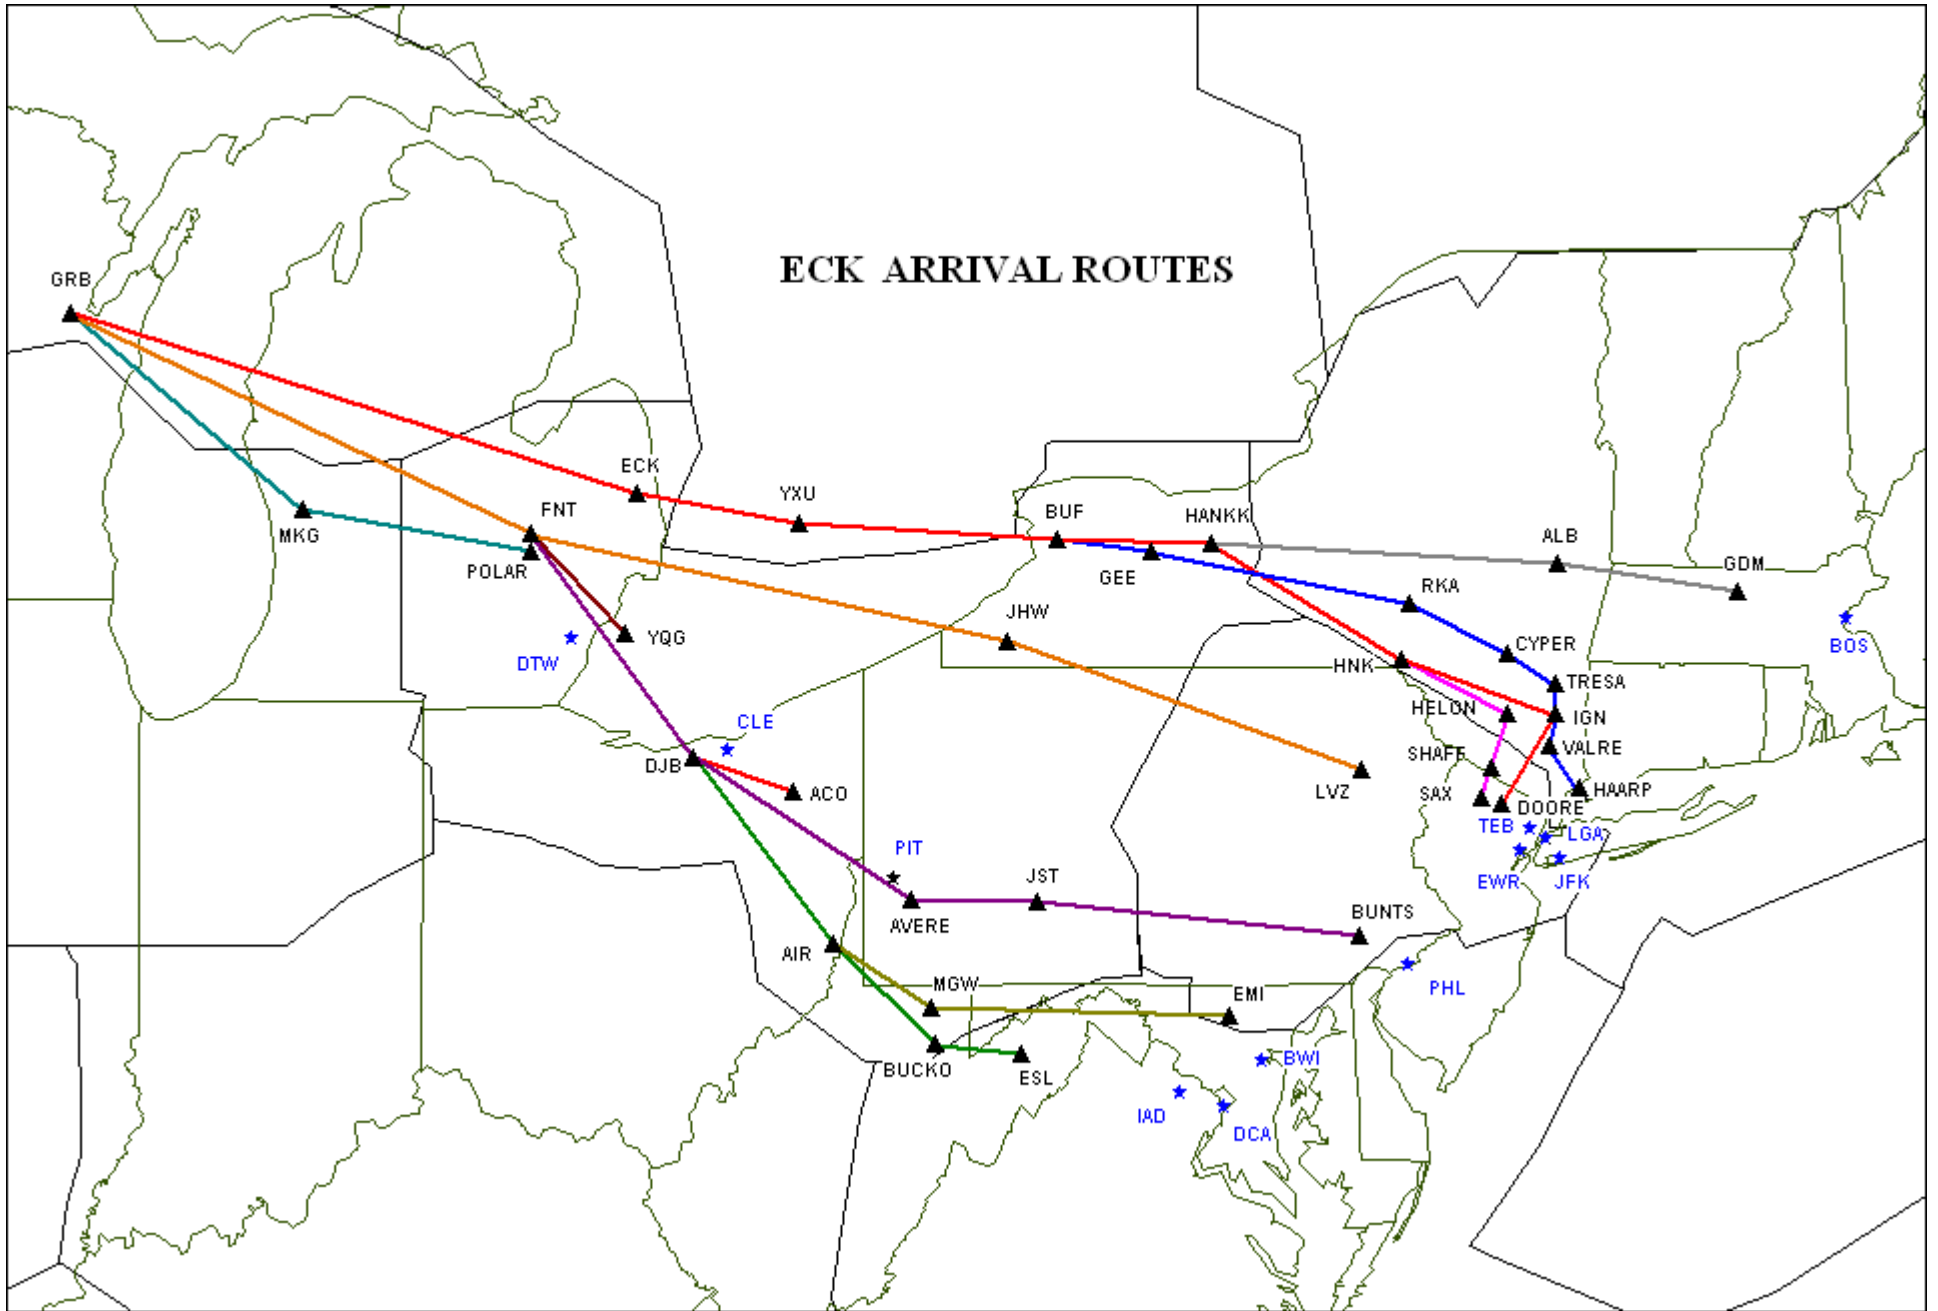 ECK ARRIVAL ROUTES
GRB
ECK
YXU
FNT
MKG
POLAR
BUF
HANKK
GEE
ALB
GDM
RKA
JHW
YQG
DTW
CYPER
BOS
HNK
TRESA
HELON
IGN
CLE
VALRE
SHAFF
DJB
ACO
LVZ
SAX
HAARP
DOORE
TEB
LGA
PIT
EWR
JFK
JST
AVERE
BUNTS
AIR
MGW
EMI
PHL
BUCKO
ESL
BWI
IAD
DCA